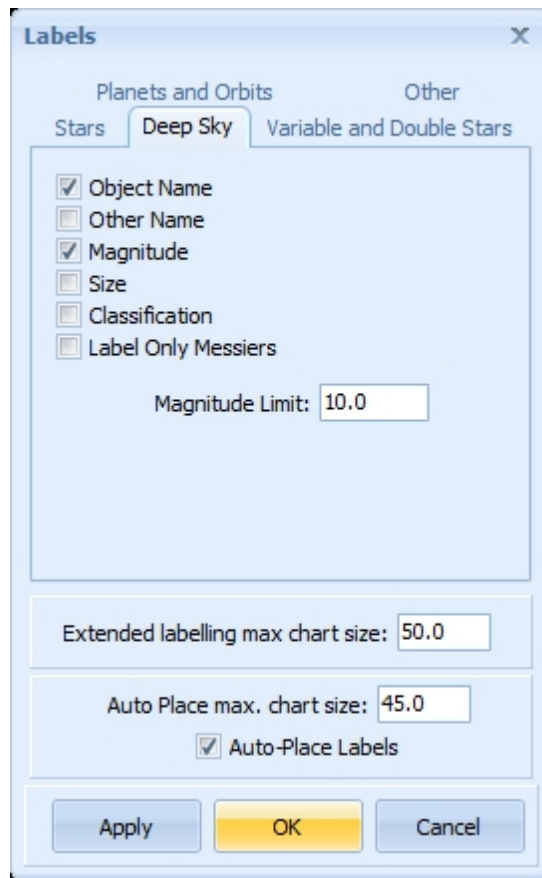 Labels
Planets and Orbits Other
Stars Deep Sky Variable and Double Stars
Object Name
Other Name
Magnitude
Size
Classification
Label Only Messiers
Magnitude Limit: 10.0
Extended labelling max chart size: 50.0
Auto Place max. chart size: 45.0
Auto-Place Labels
Apply OK Cancel